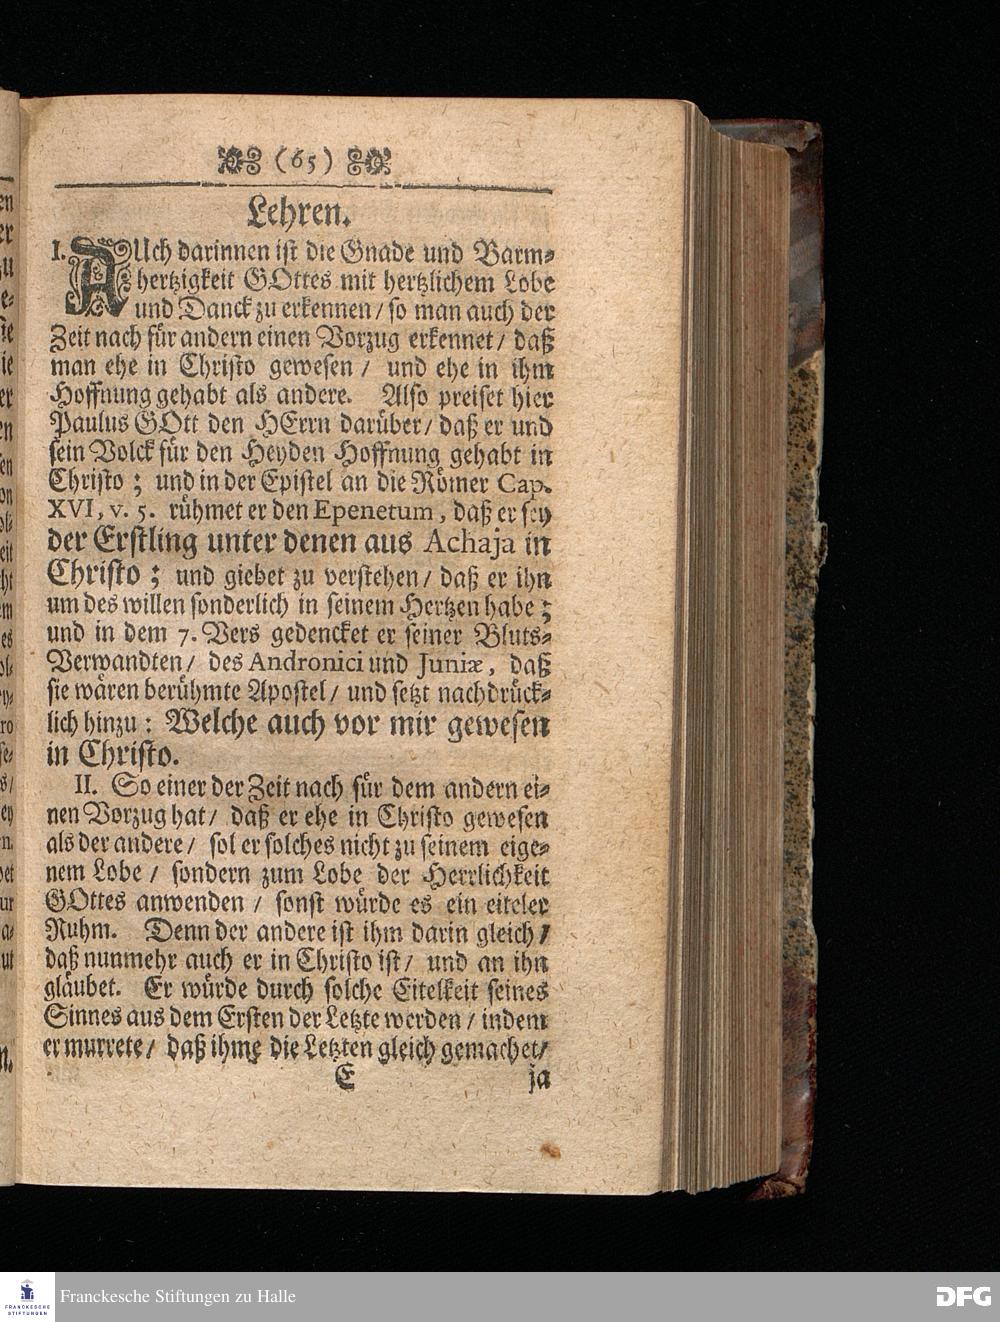 (65)
Lehren.
I. AUch darinnen ist die Gnade und Barm-
hertzigkeit GOttes mit hertzlichem Lobe
und Danck zu erkennen/ so man auch der
Zeit nach für andern einen Vorzug erkennet/ daß
man ehe in Christo gewesen/ und ehe in ihm
Hoffnung gehabt als andere. Also preiset hier
Paulus GOtt den HErrn darüber/ daß er und
sein Volck für den Heyden Hoffnung gehabt in
Christo; und in der Epistel an die Römer Cap.
XVI, v. 5. rühmet er den Epenetum, daß er sey
der Erstling unter denen aus Achaja in
Christo; und giebet zu verstehen/ daß er ihn
um des willen sonderlich in seinem Hertzen habe;
und in dem 7. Vers gedencket er seiner Bluts-
Verwandten/ des Andronici und Juniæ, daß
sie wären berühmte Apostel/ und setzt nachdrück-
lich hinzu: Welche auch vor mir gewesen
in Christo.
II. So einer der Zeit nach für dem andern ei-
nen Vorzug hat/ daß er ehe in Christo gewesen
als der andere/ sol er solches nicht zu seinem eige-
nem Lobe/ sondern zum Lobe der Herrlichkeit
GOttes anwenden/ sonst würde es ein eiteler
Ruhm. Denn der andere ist ihm darin gleich/
daß nunmehr auch er in Christo ist/ und an ihn
gläubet. Er würde durch solche Eitelkeit seines
Sinnes aus dem Ersten der Letzte werden/ indem
er murrete/ daß ihme die Letzten gleich gemachet/
E ja
FRANCKESCHE STIFTUNGEN
Franckesche Stiftungen zu Halle
DFG